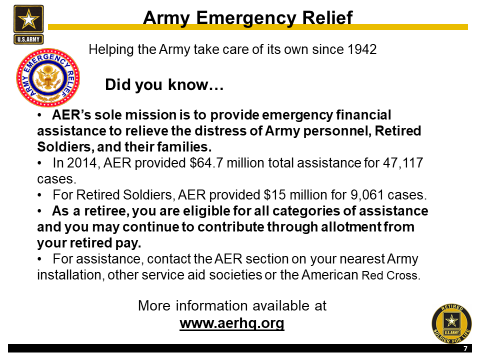 Army Emergency Relief
U.S.ARMY
Helping the Army take care of its own since 1942
ARMY EMERGENCY RELIEF
Did you know…
• AER’s sole mission is to provide emergency financial
assistance to relieve the distress of Army personnel, Retired
Soldiers, and their families.
• In 2014, AER provided $64.7 million total assistance for 47,117
cases.
• For Retired Soldiers, AER provided $15 million for 9,061 cases.
• As a retiree, you are eligible for all categories of assistance
and you may continue to contribute through allotment from
your retired pay.
• For assistance, contact the AER section on your nearest Army
installation, other service aid societies or the American Red Cross.
More information available at
www.aerhq.org
RETIRED
U.S.ARMY
SOLDIER FOR LIFE
7